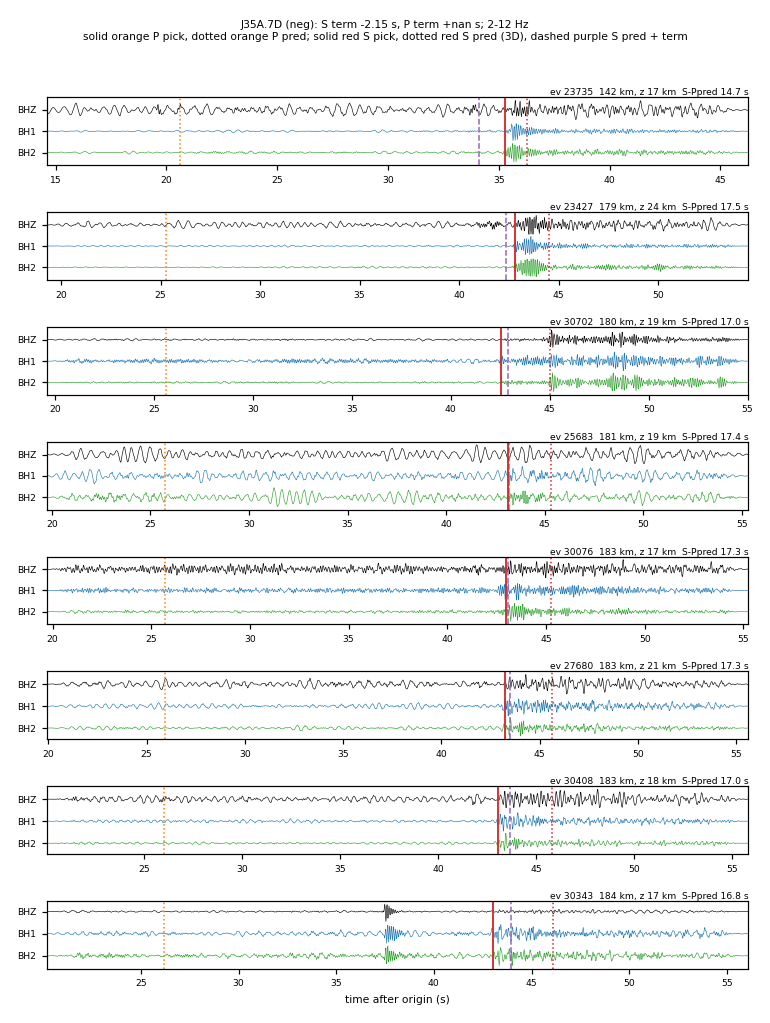 J35A.7D (neg): S term -2.15 s, P term +nan s; 2-12 Hz
solid orange P pick, dotted orange P pred; solid red S pick, dotted red S pred (3D), dashed purple S pred + term
ev 23735 142 km, z 17 km S-Ppred 14.7 s
BHZ
BH1
BH2
15 20 25 30 35 40 45
ev 23427 179 km, z 24 km S-Ppred 17.5 s
BHZ
BH1
BH2
20 25 30 35 40 45 50
ev 30702 180 km, z 19 km S-Ppred 17.0 s
BHZ
BH1
BH2
20 25 30 35 40 45 50 55
ev 25683 181 km, z 19 km S-Ppred 17.4 s
BHZ
BH1
BH2
20 25 30 35 40 45 50 55
ev 30076 183 km, z 17 km S-Ppred 17.3 s
BHZ
BH1
BH2
20 25 30 35 40 45 50 55
ev 27680 183 km, z 21 km S-Ppred 17.3 s
BHZ
BH1
BH2
20 25 30 35 40 45 50 55
ev 30408 183 km, z 18 km S-Ppred 17.0 s
BHZ
BH1
BH2
25 30 35 40 45 50 55
ev 30343 184 km, z 17 km S-Ppred 16.8 s
BHZ
BH1
BH2
25 30 35 40 45 50 55
time after origin (s)